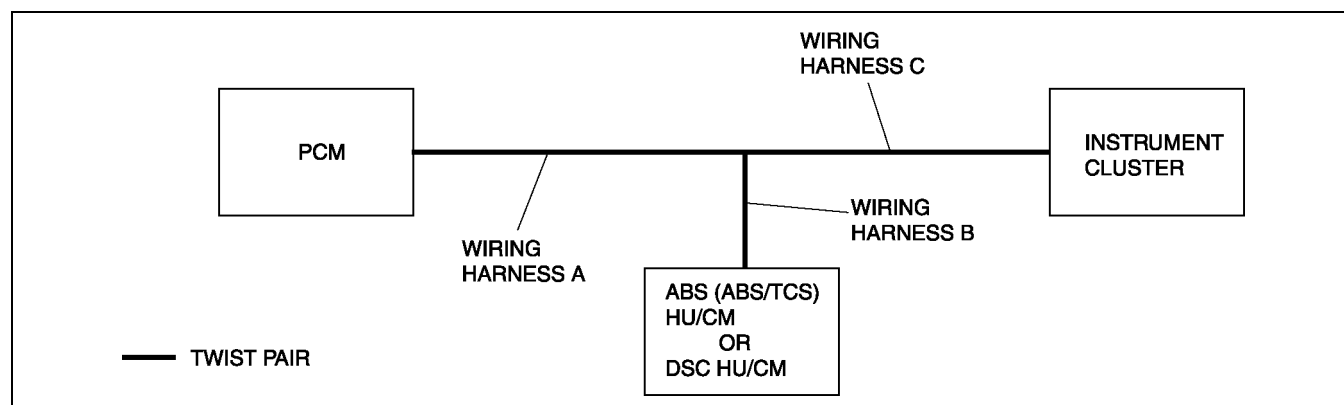 WIRING
HARNESS C
PCM
INSTRUMENT
CLUSTER
WIRING
HARNESS A
WIRING
HARNESS B
ABS (ABS/TCS)
HU/CM
OR
DSC HU/CM
TWIST PAIR